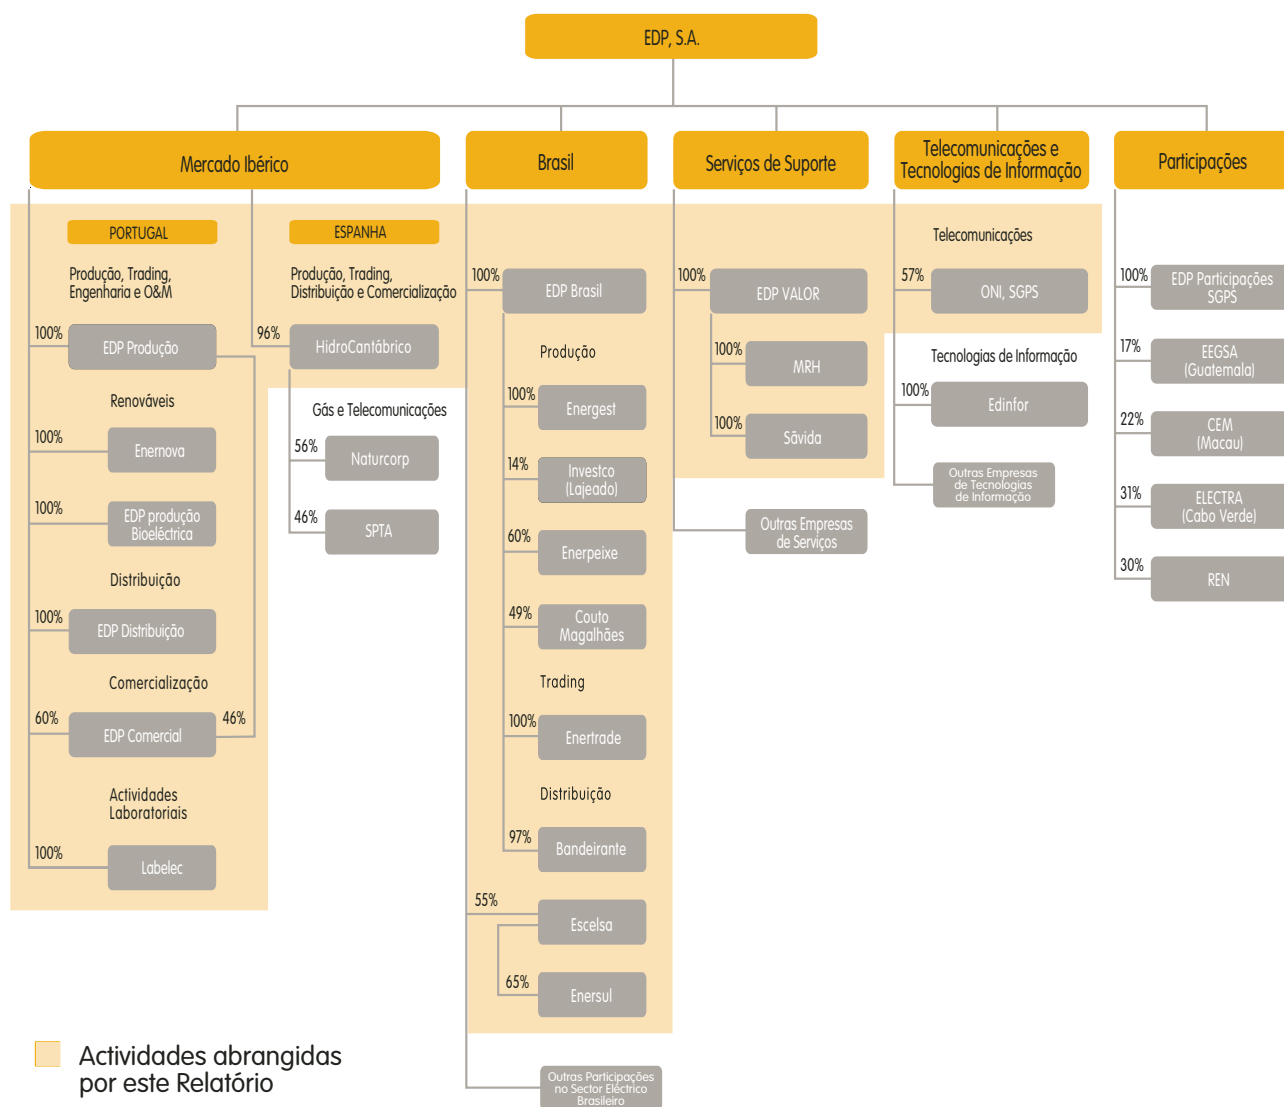 EDP, S.A.
Mercado Ibérico
Brasil
Serviços de Suporte
Telecomunicações e
Tecnologias de Informação
Participações
PORTUGAL
Produção, Trading,
Engenharia e O&M
100%
EDP Produção
Renováveis
100%
Enernova
100%
EDP produção
Bioeléctrica
Distribuição
100%
EDP Distribuição
Comercialização
60%
EDP Comercial
46%
Actividades
Laboratoriais
100%
Labelec
ESPANHA
Produção, Trading,
Distribuição e Comercialização
96%
HidroCantábrico
Gás e Telecomunicações
56%
Naturcorp
46%
SPTA
100%
EDP Brasil
Produção
100%
Energest
14%
Investco
(Lajeado)
60%
Enerpeixe
49%
Couto
Magalhães
Trading
100%
Enertrade
Distribuição
97%
Bandeirante
55%
Escelsa
65%
Enersul
Outras Participações
no Sector Eléctrico
Brasileiro
100%
EDP VALOR
100%
MRH
100%
Sãvida
Outras Empresas
de Serviços
Telecomunicações
57%
ONI, SGPS
Tecnologias de Informação
100%
Edinfor
Outras Empresas
de Tecnologias
de Informação
100%
EDP Participações
SGPS
17%
EEGSA
(Guatemala)
22%
CEM
(Macau)
31%
ELECTRA
(Cabo Verde)
30%
REN
Actividades abrangidas
por este Relatório